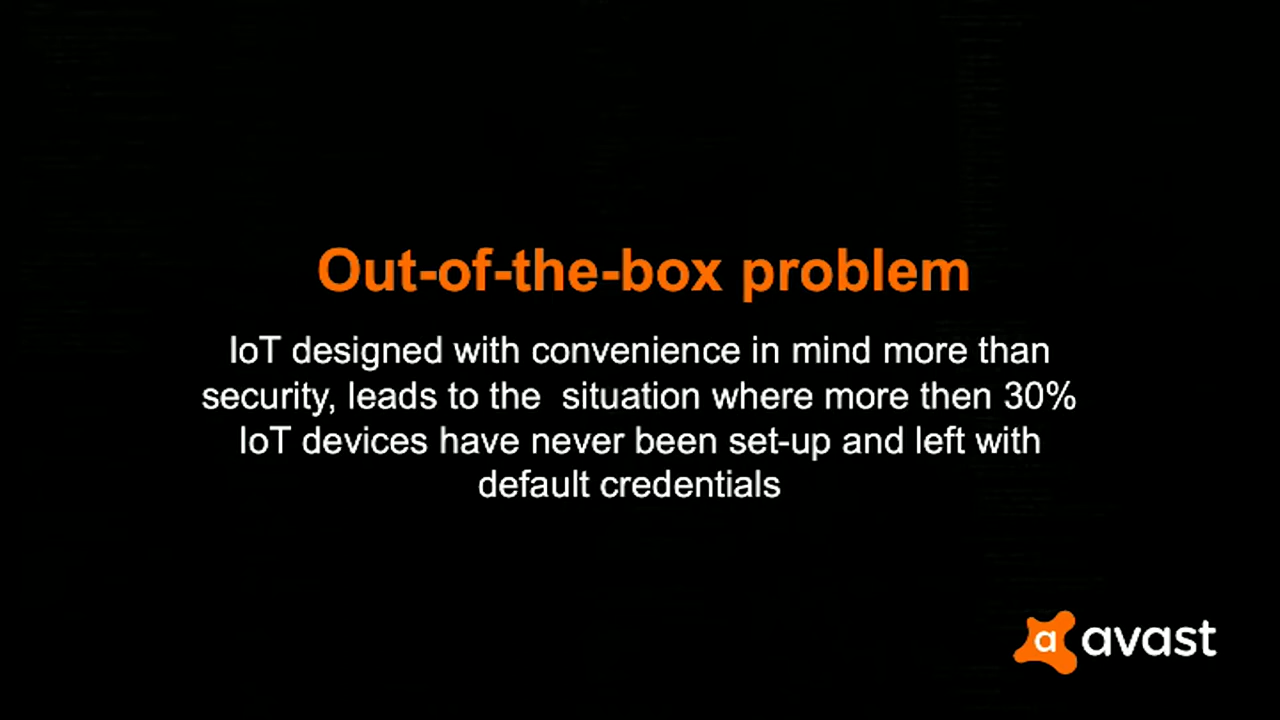 Out-of-the-box problem
IoT designed with convenience in mind more than
security, leads to the  situation where more then 30%
IoT devices have never been set-up and left with
default credentials
a avast